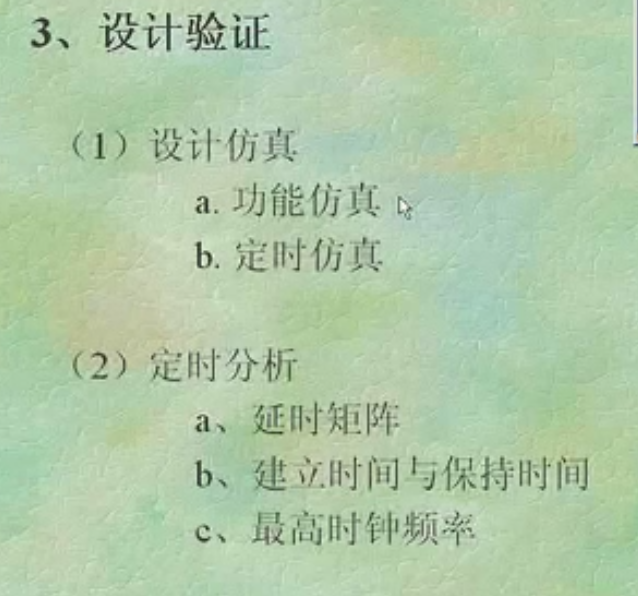 3、设计验证
（1）设计仿真
a. 功能仿真
b. 定时仿真
（2）定时分析
a、延时矩阵
b、建立时间与保持时间
c、最高时钟频率